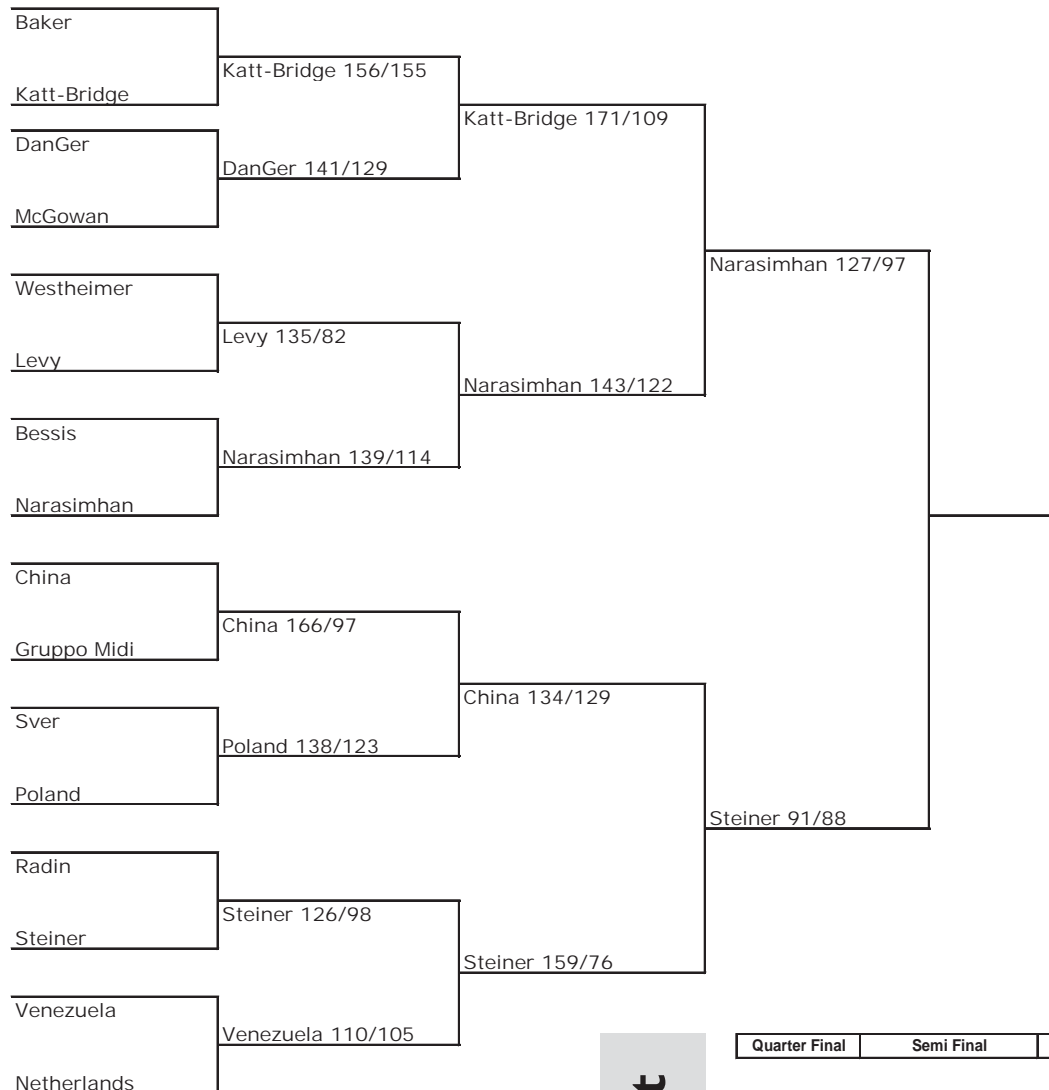 Baker
Katt-Bridge 156/155
Katt-Bridge
Katt-Bridge 171/109
DanGer
DanGer 141/129
McGowan
Narasimhan 127/97
Westheimer
Levy 135/82
Levy
Narasimhan 143/122
Bessis
Narasimhan 139/114
Narasimhan
China
China 166/97
Gruppo Midi
China 134/129
Sver
Poland 138/123
Poland
Steiner 91/88
Radin
Steiner 126/98
Steiner
Steiner 159/76
Venezuela
Venezuela 110/105
Netherlands
Quarter Final Semi Final
t